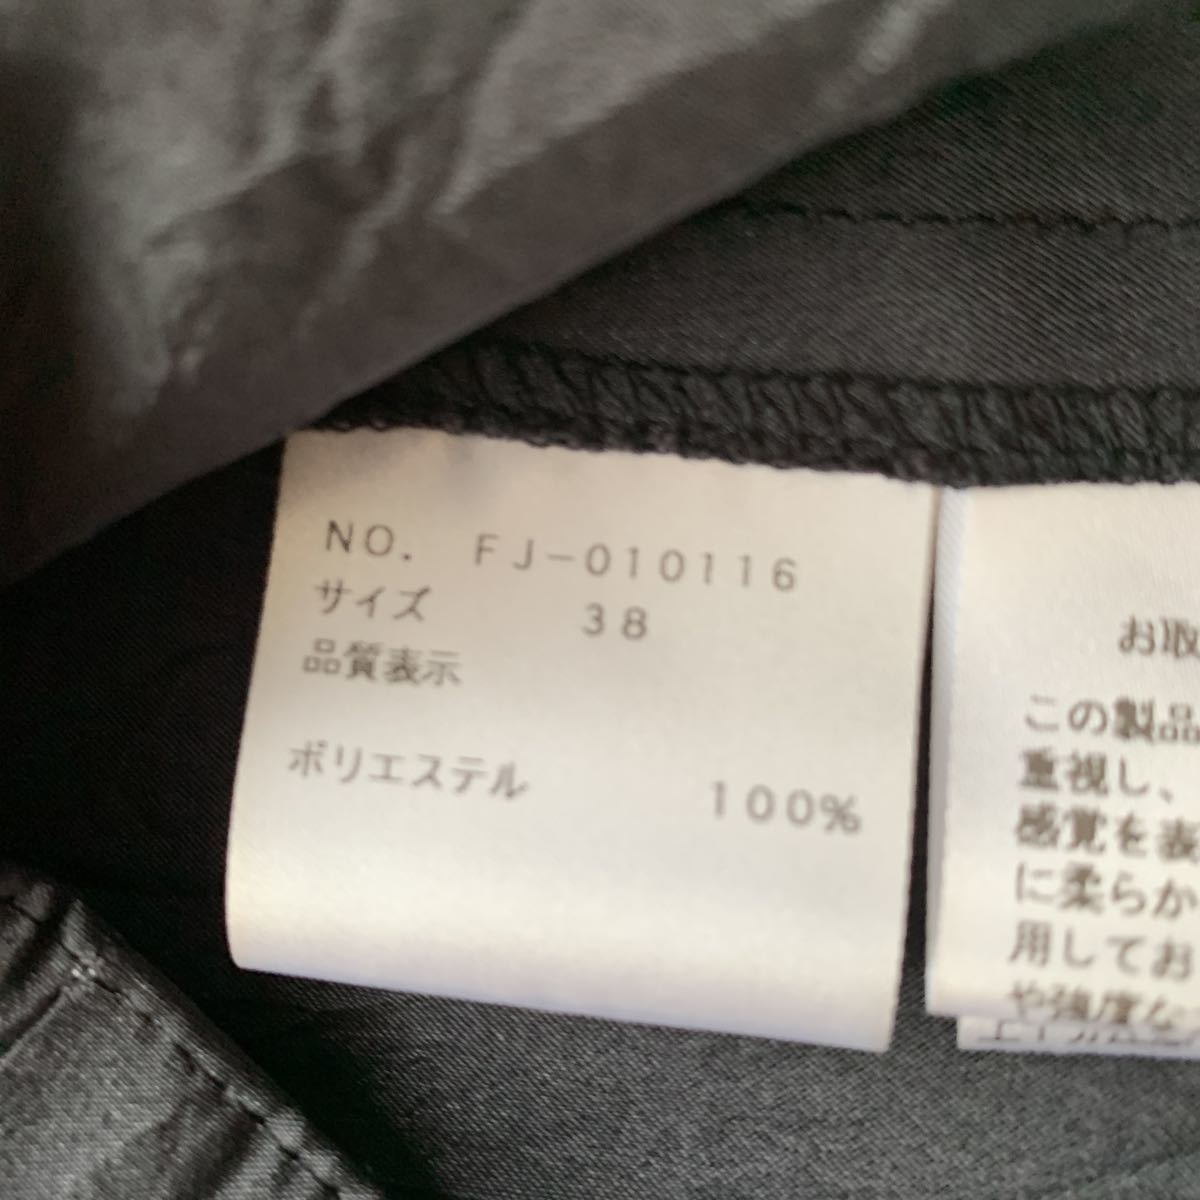 NO. FJ-010116
サイズ 38
品質表示
ポリエステル 100%
お取
この製品
重視し、
感覚を表
に柔らか
用してお
や強度な